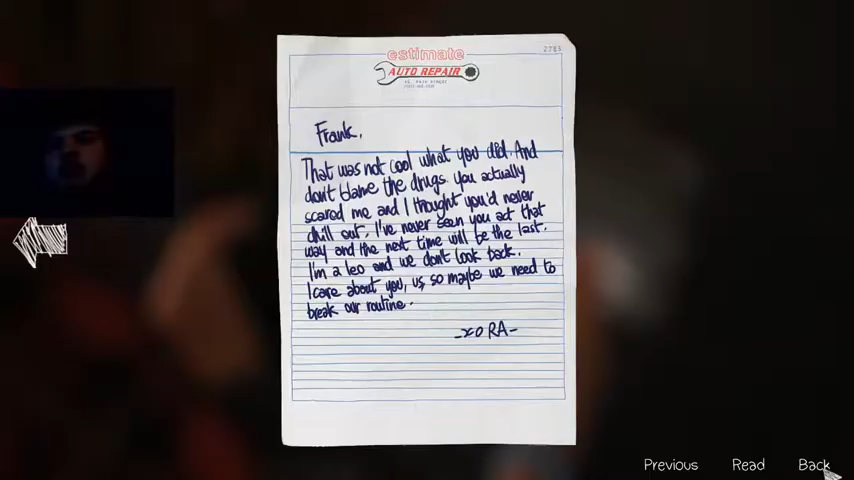 2785
estimate
AUTO REPAIR
Frank,
That was not cool what you did. And
don't blame the drugs. you actually
scared me and I thought you'd never
chill out. I've never seen you act that
way and the next time will be the last.
I'm a leo and we don't look back.
I care about you, us, so maybe we need to
break our routine.
-xo RA-
Previous Read Back